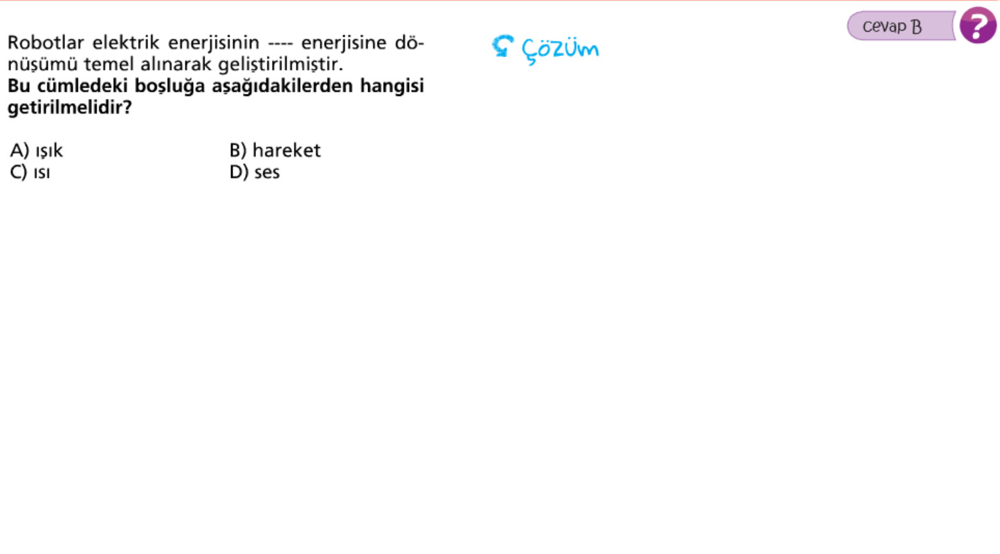 Robotlar elektrik enerjisinin ---- enerjisine dö-
nüşümü temel alınarak geliştirilmiştir.
Bu cümledeki boşluğa aşağıdakilerden hangisi
getirilmelidir?
A) ışık B) hareket
C) ısı D) ses
Çözüm
Cevap B ?